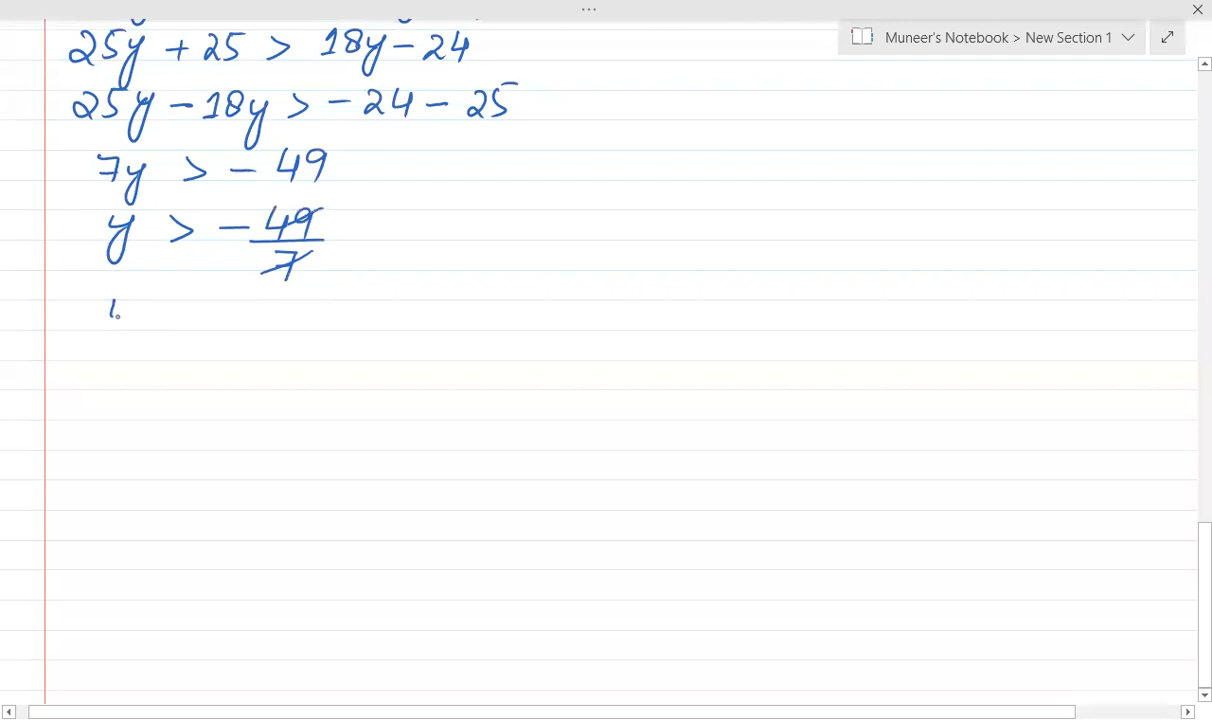 Muneer's Notebook > New Section 1
25y + 25 > 18y - 24
25y - 18y > - 24 - 25
7y > - 49
y > - 49
7